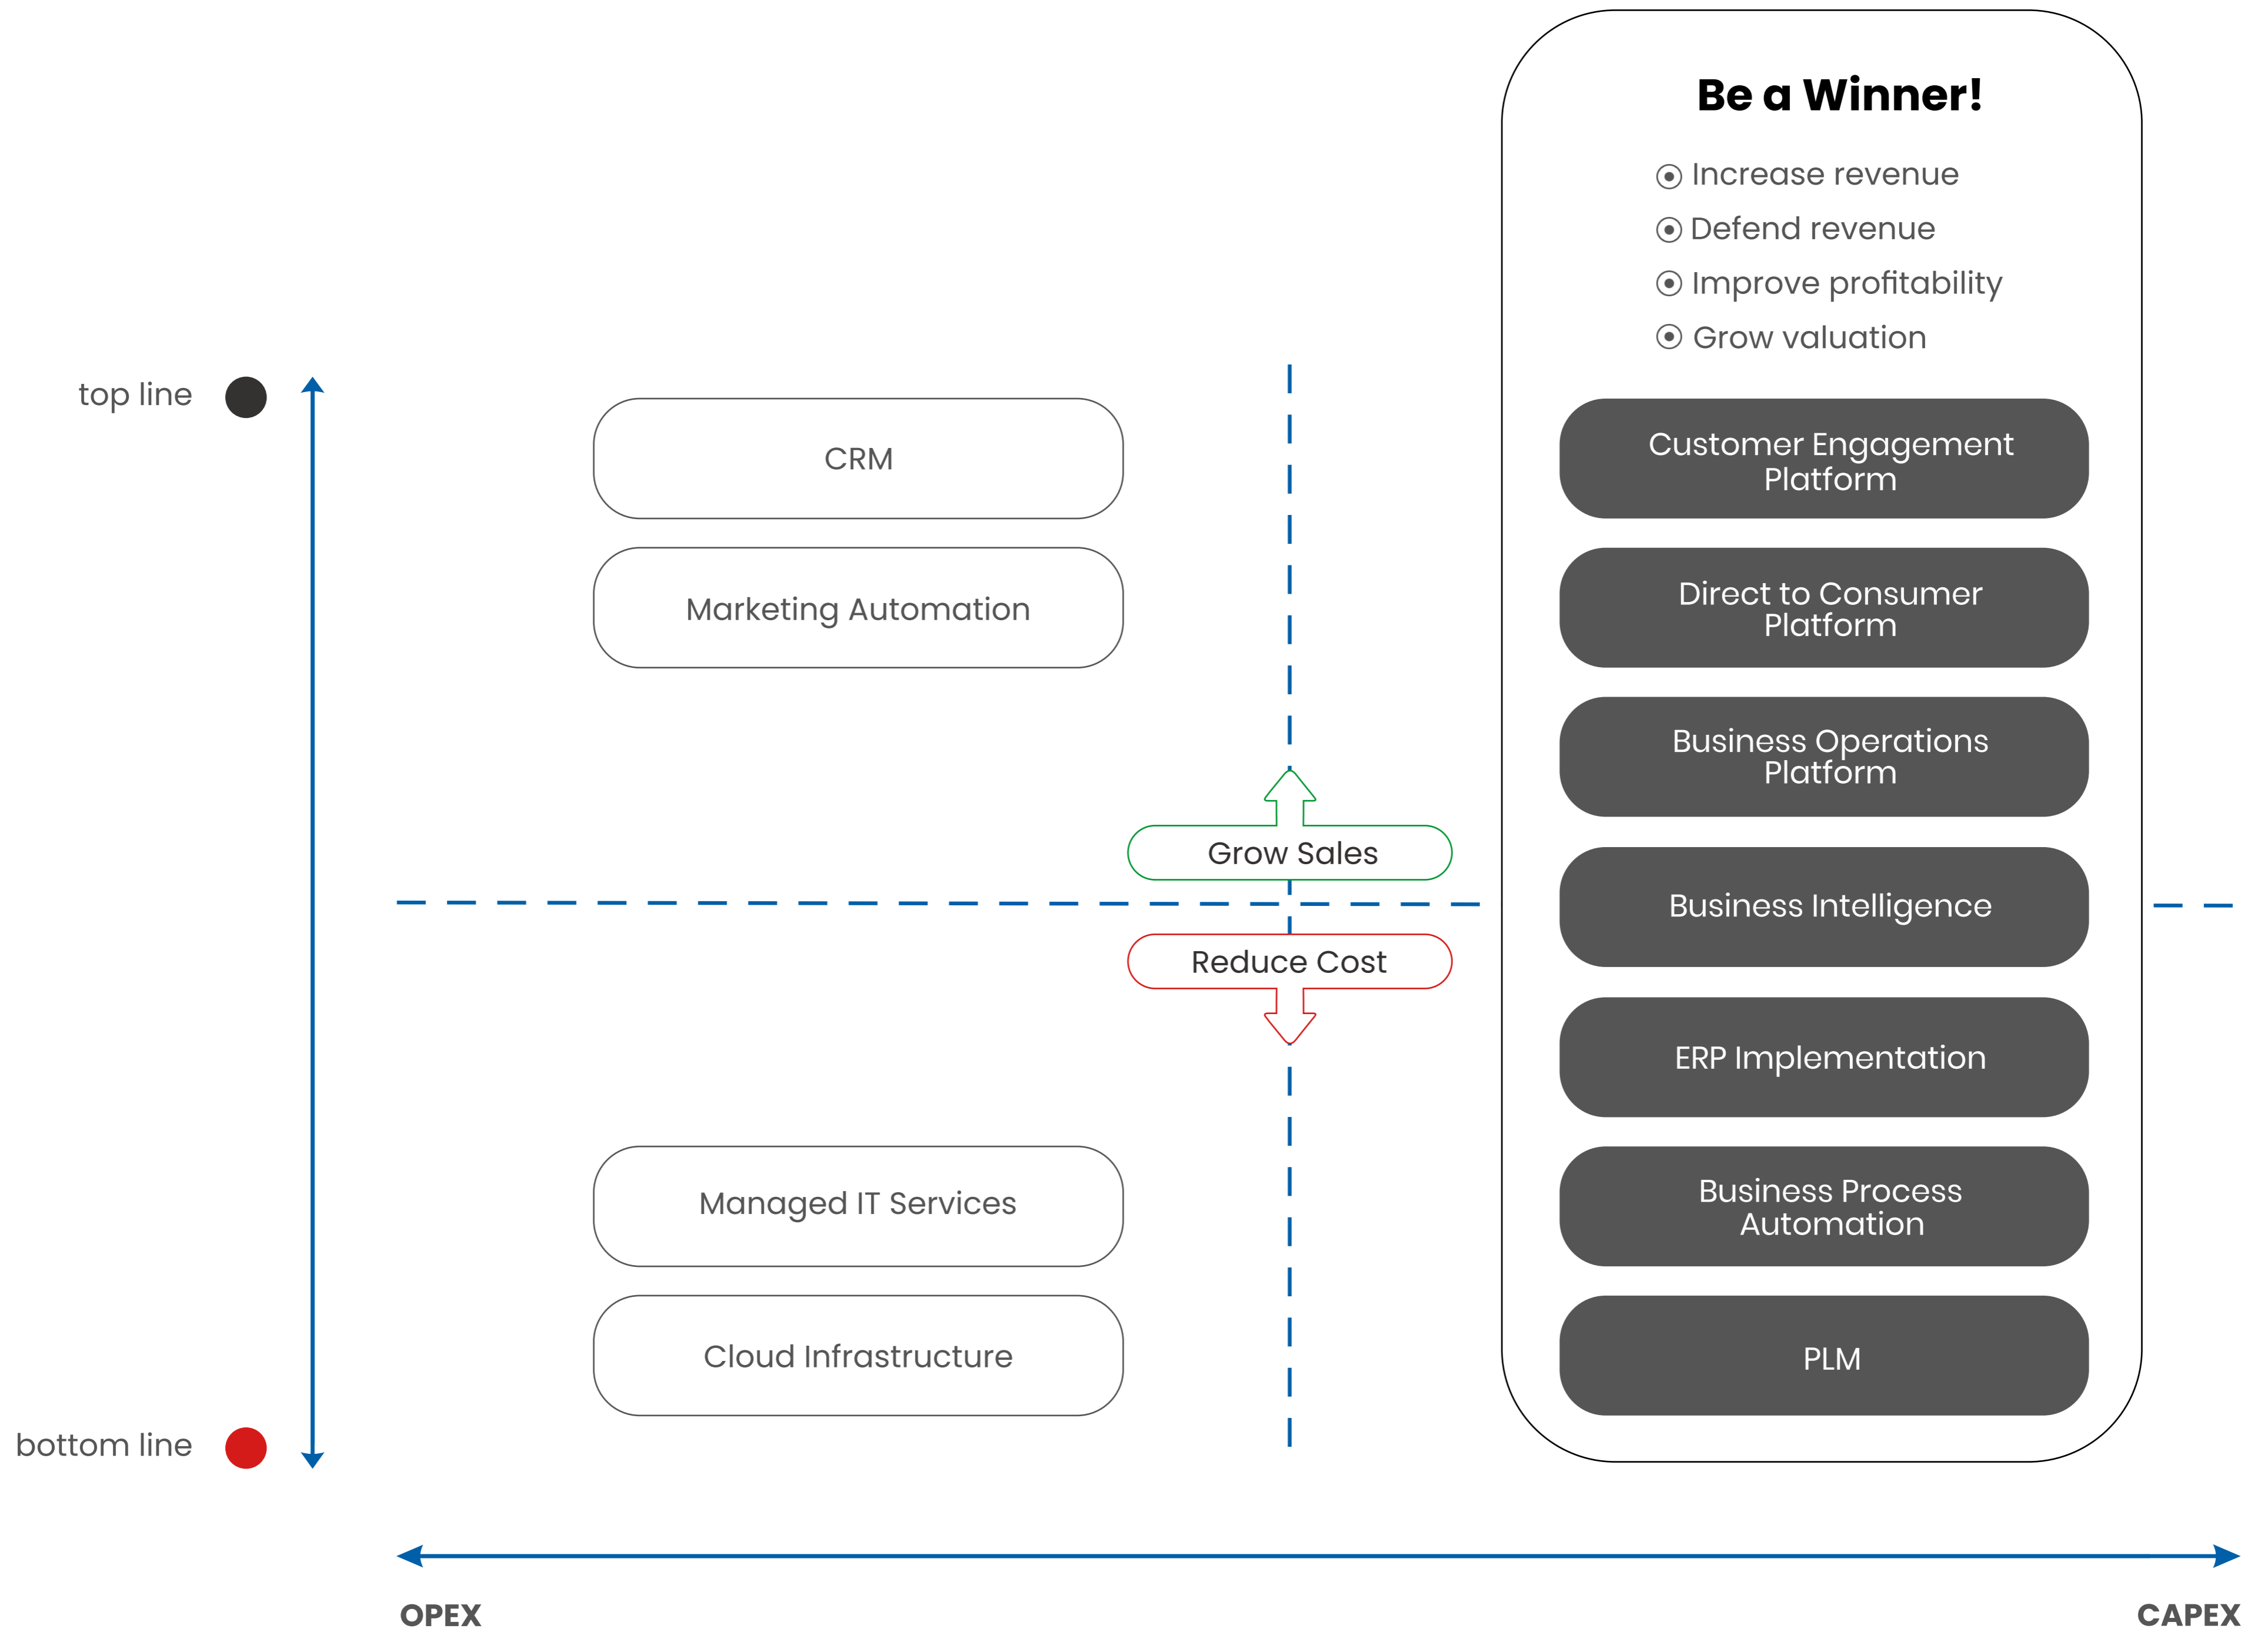 Be a Winner!
Increase revenue
Defend revenue
Improve profitability
Grow valuation
top line
CRM
Customer Engagement
Platform
Marketing Automation
Direct to Consumer
Platform
Business Operations
Platform
Grow Sales
Business Intelligence
Reduce Cost
ERP Implementation
Managed IT Services
Business Process
Automation
Cloud Infrastructure
PLM
bottom line
OPEX
CAPEX